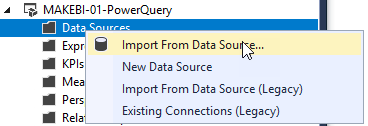 MAKEBI-01-PowerQuery
Data Sources
Import From Data Source...
Expr
New Data Source
KPIs
Import From Data Source (Legacy)
Mea
Existing Connections (Legacy)
Pers
Relat